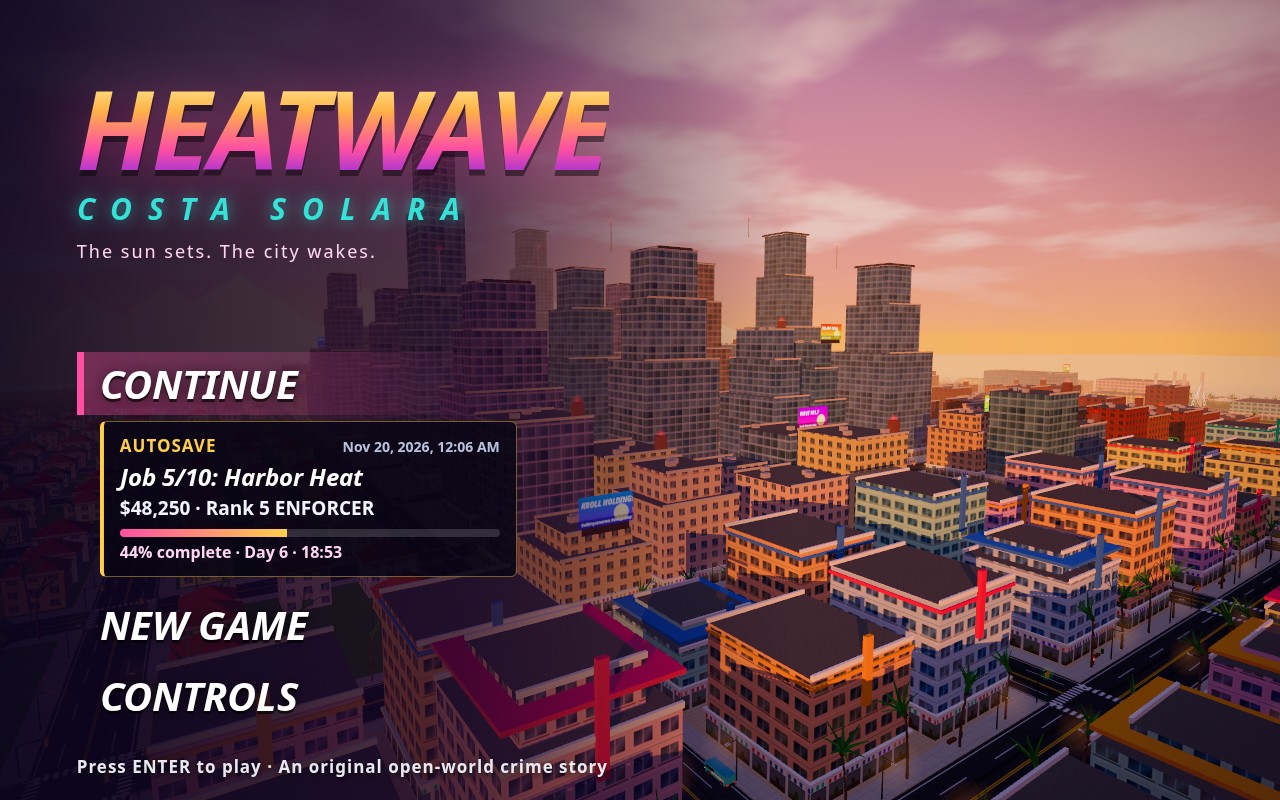 HEATWAVE
COSTA SOLARA
The sun sets. The city wakes.
CONTINUE
AUTOSAVE Nov 20, 2026, 12:06 AM
Job 5/10: Harbor Heat
$48,250 · Rank 5 ENFORCER
44% complete · Day 6 · 18:53
KROLL HOLDING
NEW GAME
CONTROLS
Press ENTER to play · An original open-world crime story